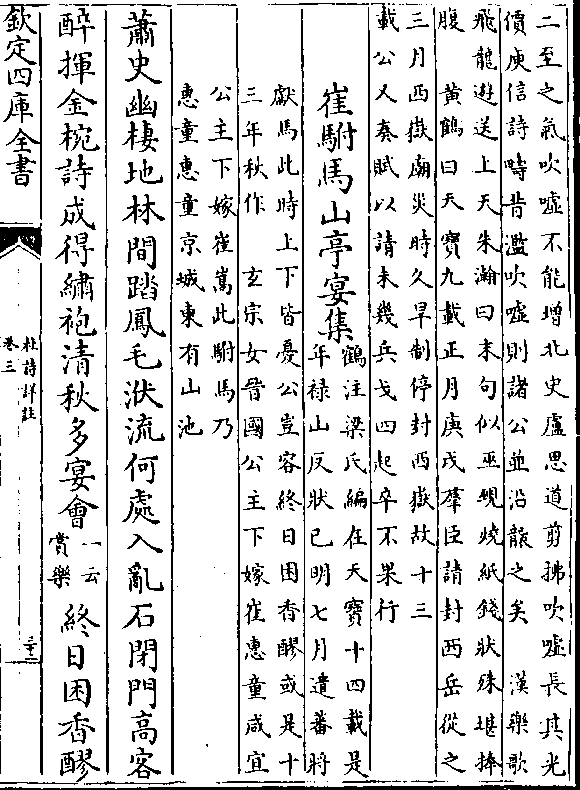 二至之氣吹噓不能增北史盧思道剪拂吹噓長其光
價庾信詩疇昔濫吹噓則諸公並沿襲之矣　漢樂歌
飛龍遊送上天朱瀚曰末句似巫覡燒紙錢狀殊堪捧
腹　黃鶴曰天寶九載正月庚戌羣臣請封西岳從之
三月西嶽廟災時久旱制停封西嶽故十三
載公又奏賦以請未幾兵戈四起卒不果行
崔駙馬山亭宴集
鶴注梁氏編在天寶十四載是
年祿山反狀已明七月遣蕃將
獻馬此時上下皆憂公豈容終日困香醪或是十
三年秋作　玄宗女晉國公主下嫁崔惠童咸宜
公主下嫁崔嵩此駙馬乃
惠童惠童京城東有山池
蕭史幽棲地林間踏鳳毛洑流何處入亂石閉門高客
醉揮金椀詩成得繡袍清秋多宴會一云賞樂終日困香醪
欽定四庫全書
杜詩詳註
卷三
三十二